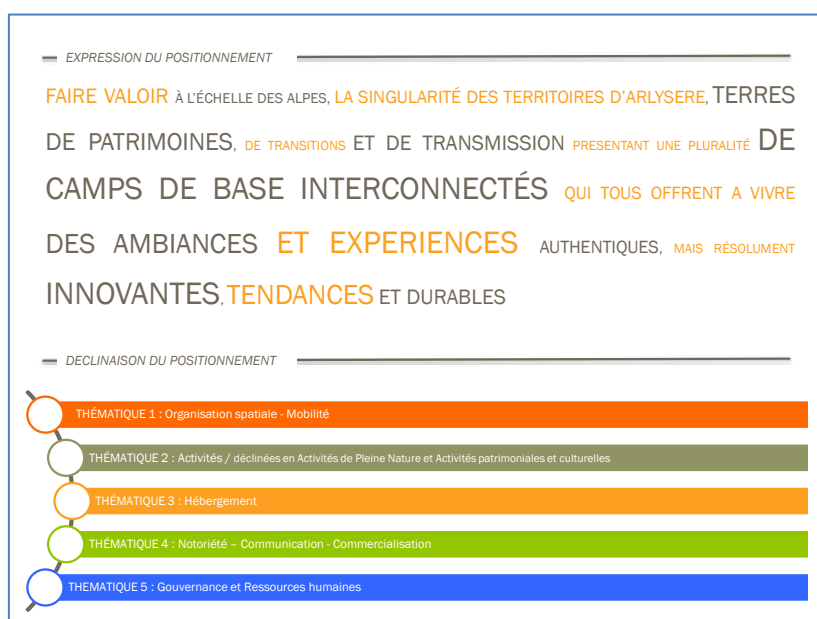 EXPRESSION DU POSITIONNEMENT
FAIRE VALOIR À L'ÉCHELLE DES ALPES, LA SINGULARITÉ DES TERRITOIRES D'ARLYSERE, TERRES
DE PATRIMOINES, DE TRANSITIONS ET DE TRANSMISSION PRESENTANT UNE PLURALITÉ DE
CAMPS DE BASE INTERCONNECTÉS QUI TOUS OFFRENT A VIVRE
DES AMBIANCES ET EXPERIENCES AUTHENTIQUES, MAIS RÉSOLUMENT
INNOVANTES, TENDANCES ET DURABLES
DECLINAISON DU POSITIONNEMENT
THÉMATIQUE 1 : Organisation spatiale - Mobilité
THÉMATIQUE 2 : Activités / déclinées en Activités de Pleine Nature et Activités patrimoniales et culturelles
THÉMATIQUE 3 : Hébergement
THÉMATIQUE 4 : Notoriété – Communication - Commercialisation
THEMATIQUE 5 : Gouvernance et Ressources humaines